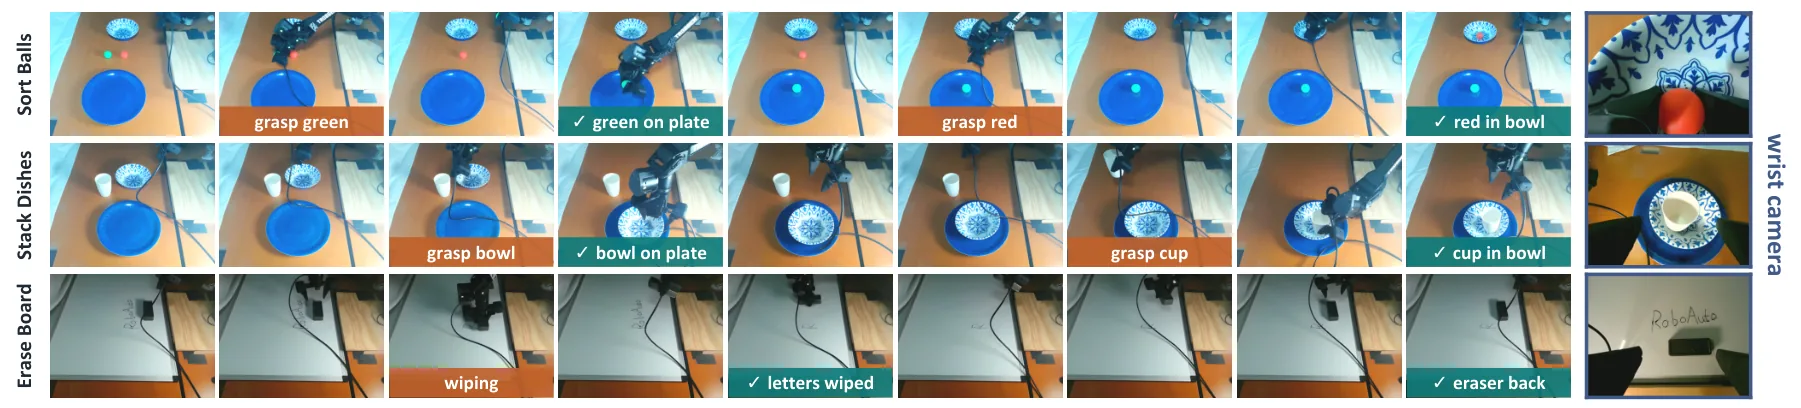 Sort Balls
grasp green
✓ green on plate
grasp red
✓ red in bowl
Stack Dishes
grasp bowl
✓ bowl on plate
grasp cup
✓ cup in bowl
Erase Board
wiping
✓ letters wiped
✓ eraser back
RoboAuto
wrist camera